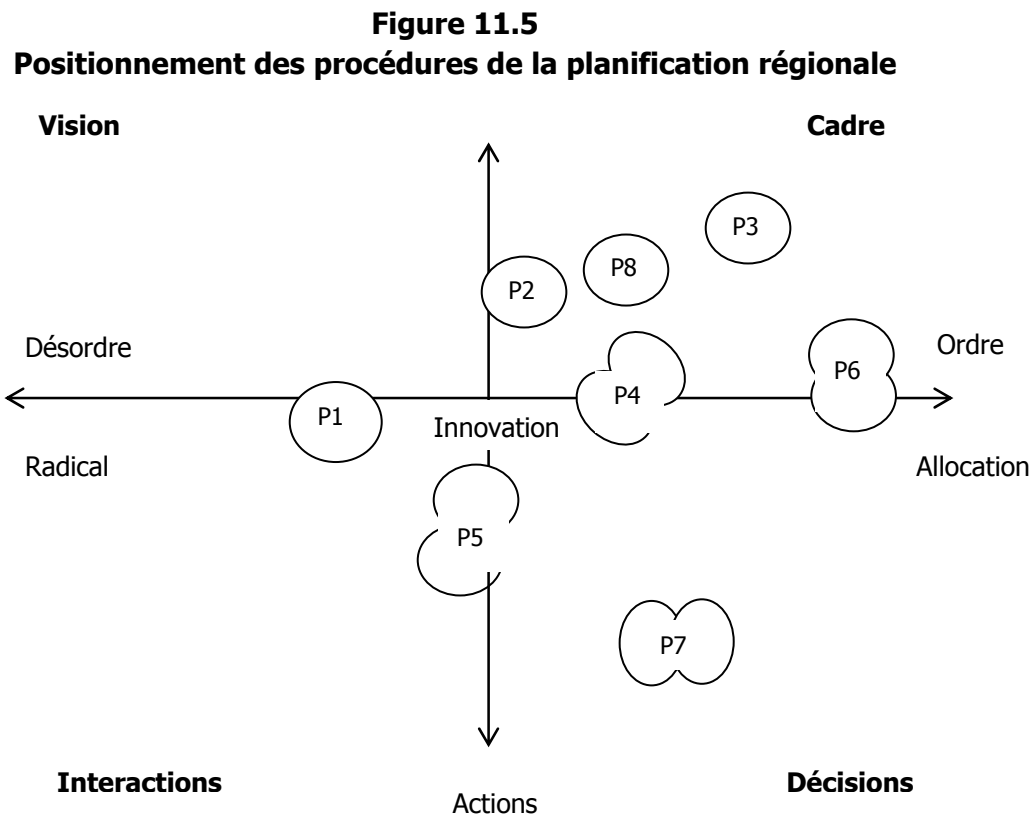 Figure 11.5
Positionnement des procédures de la planification régionale
Vision
Cadre
P3
P8
P2
Désordre
Ordre
P6
P4
P1
Innovation
Radical
Allocation
P5
P7
Interactions
Décisions
Actions